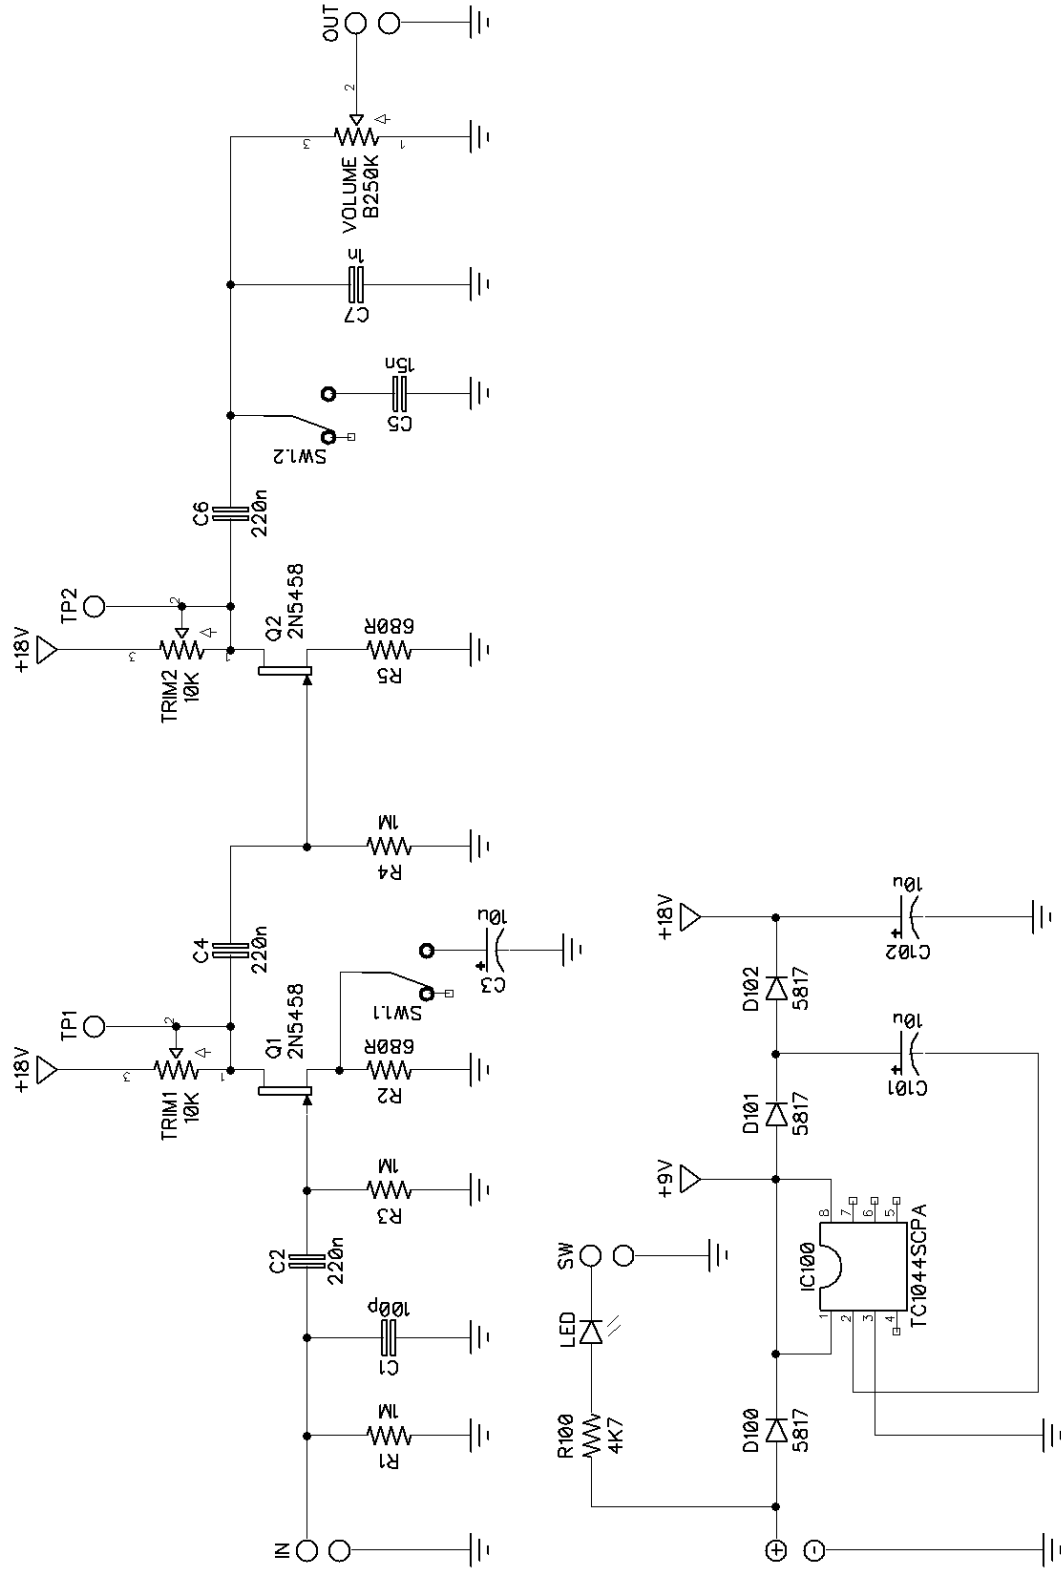 IN
R1
1M
C1
100p
C2
220n
R3
1M
+18V
TRIM1
10K
3
2
1
TP1
Q1
2N5458
R2
680R
SW1.1
C3
10u
C4
220n
R4
1M
+18V
TRIM2
10K
3
2
1
TP2
Q2
2N5458
R5
680R
C6
220n
SW1.2
C5
15n
C7
1n
VOLUME
B250K
3
2
1
OUT
R100
4K7
LED
SW
+
-
D100
5817
+9V
IC100
TC1044SCPA
1
2
3
4
8
7
6
5
D101
5817
C101
10u
+
D102
5817
+18V
C102
10u
+
+